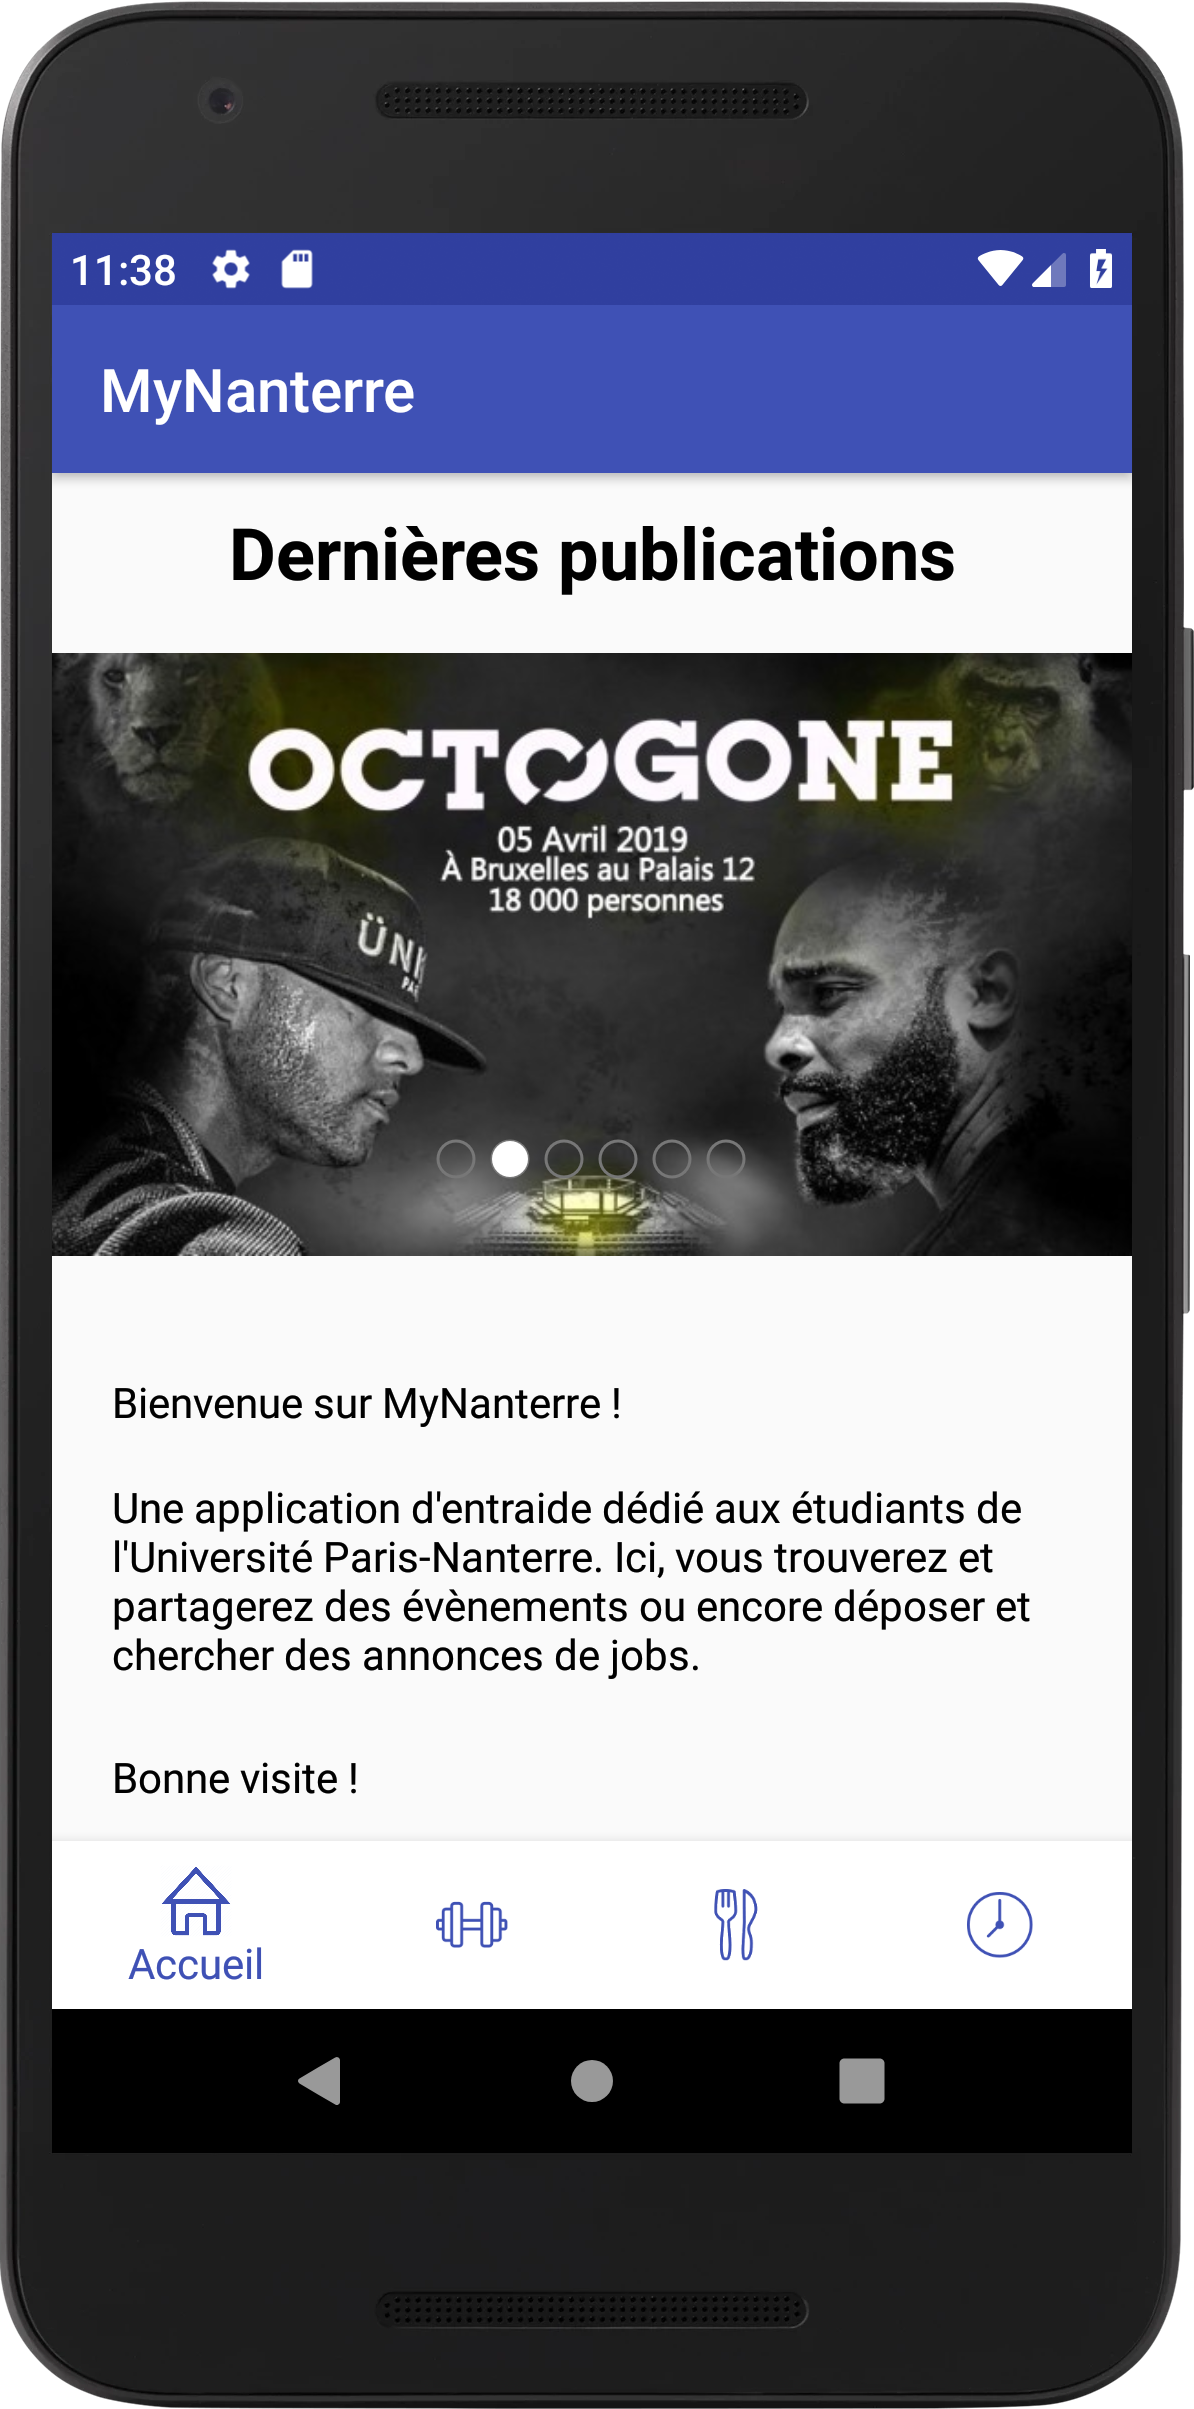 11:38
MyNanterre
Dernières publications
OCTOGONE
05 Avril 2019
À Bruxelles au Palais 12
18 000 personnes
Bienvenue sur MyNanterre !
Une application d'entraide dédié aux étudiants de
l'Université Paris-Nanterre. Ici, vous trouverez et
partagerez des évènements ou encore déposer et
chercher des annonces de jobs.
Bonne visite !
Accueil